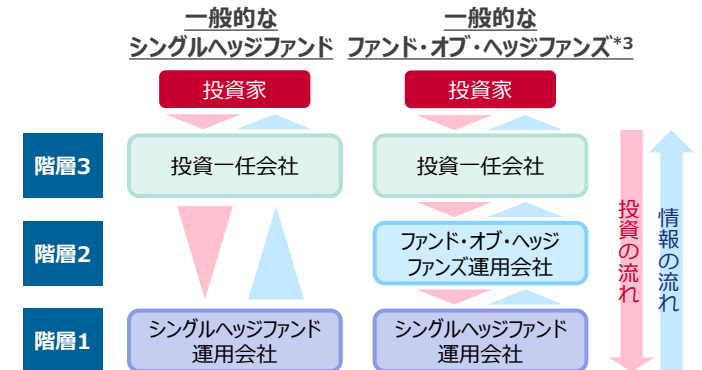 一般的な
シングルヘッジファンド
一般的な
ファンド・オブ・ヘッジファンズ*3
投資家
投資家
階層3
投資一任会社
投資一任会社
階層2
ファンド・オブ・ヘッジ
ファンズ運用会社
階層1
シングルヘッジファンド
運用会社
シングルヘッジファンド
運用会社
投資の流れ
情報の流れ